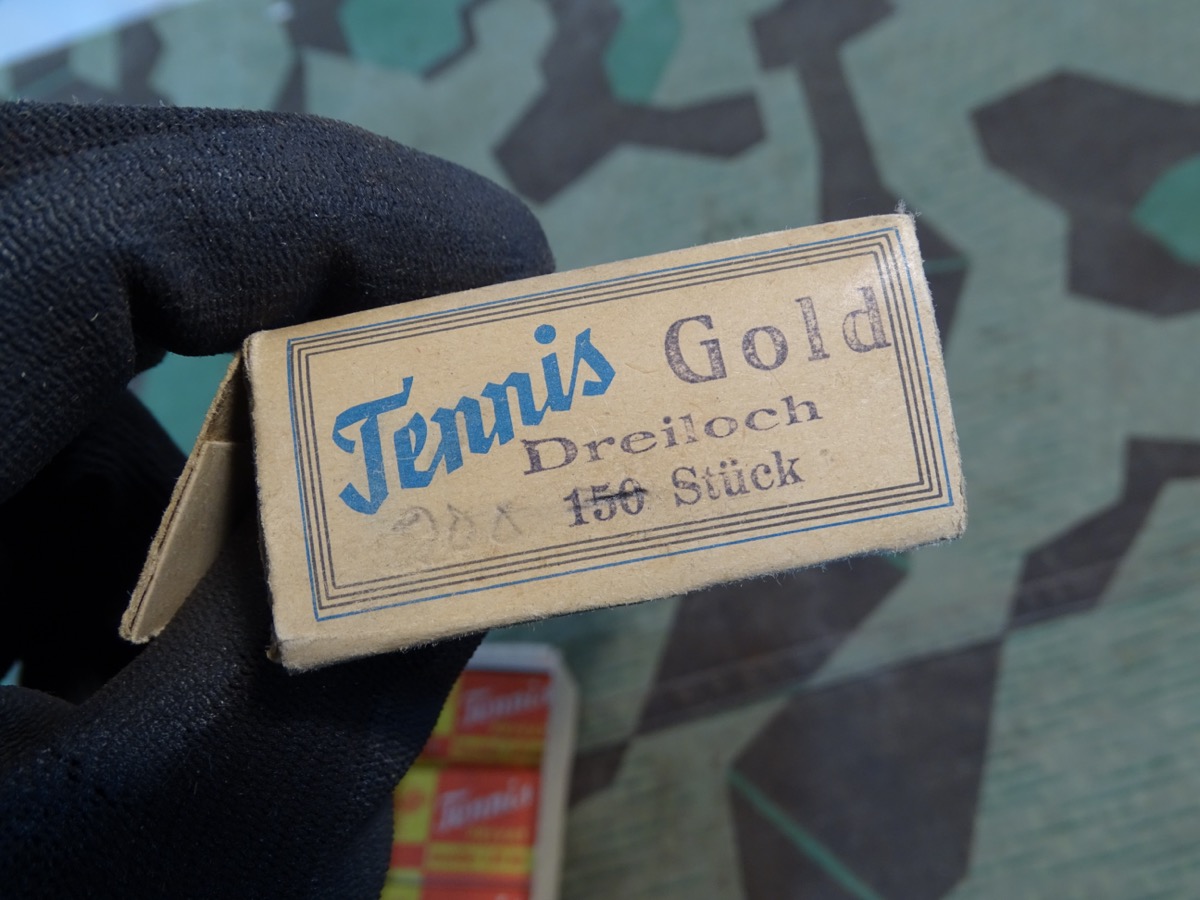 Tennis Gold
Dreiloch
150 Stück
Tennis
Tennis